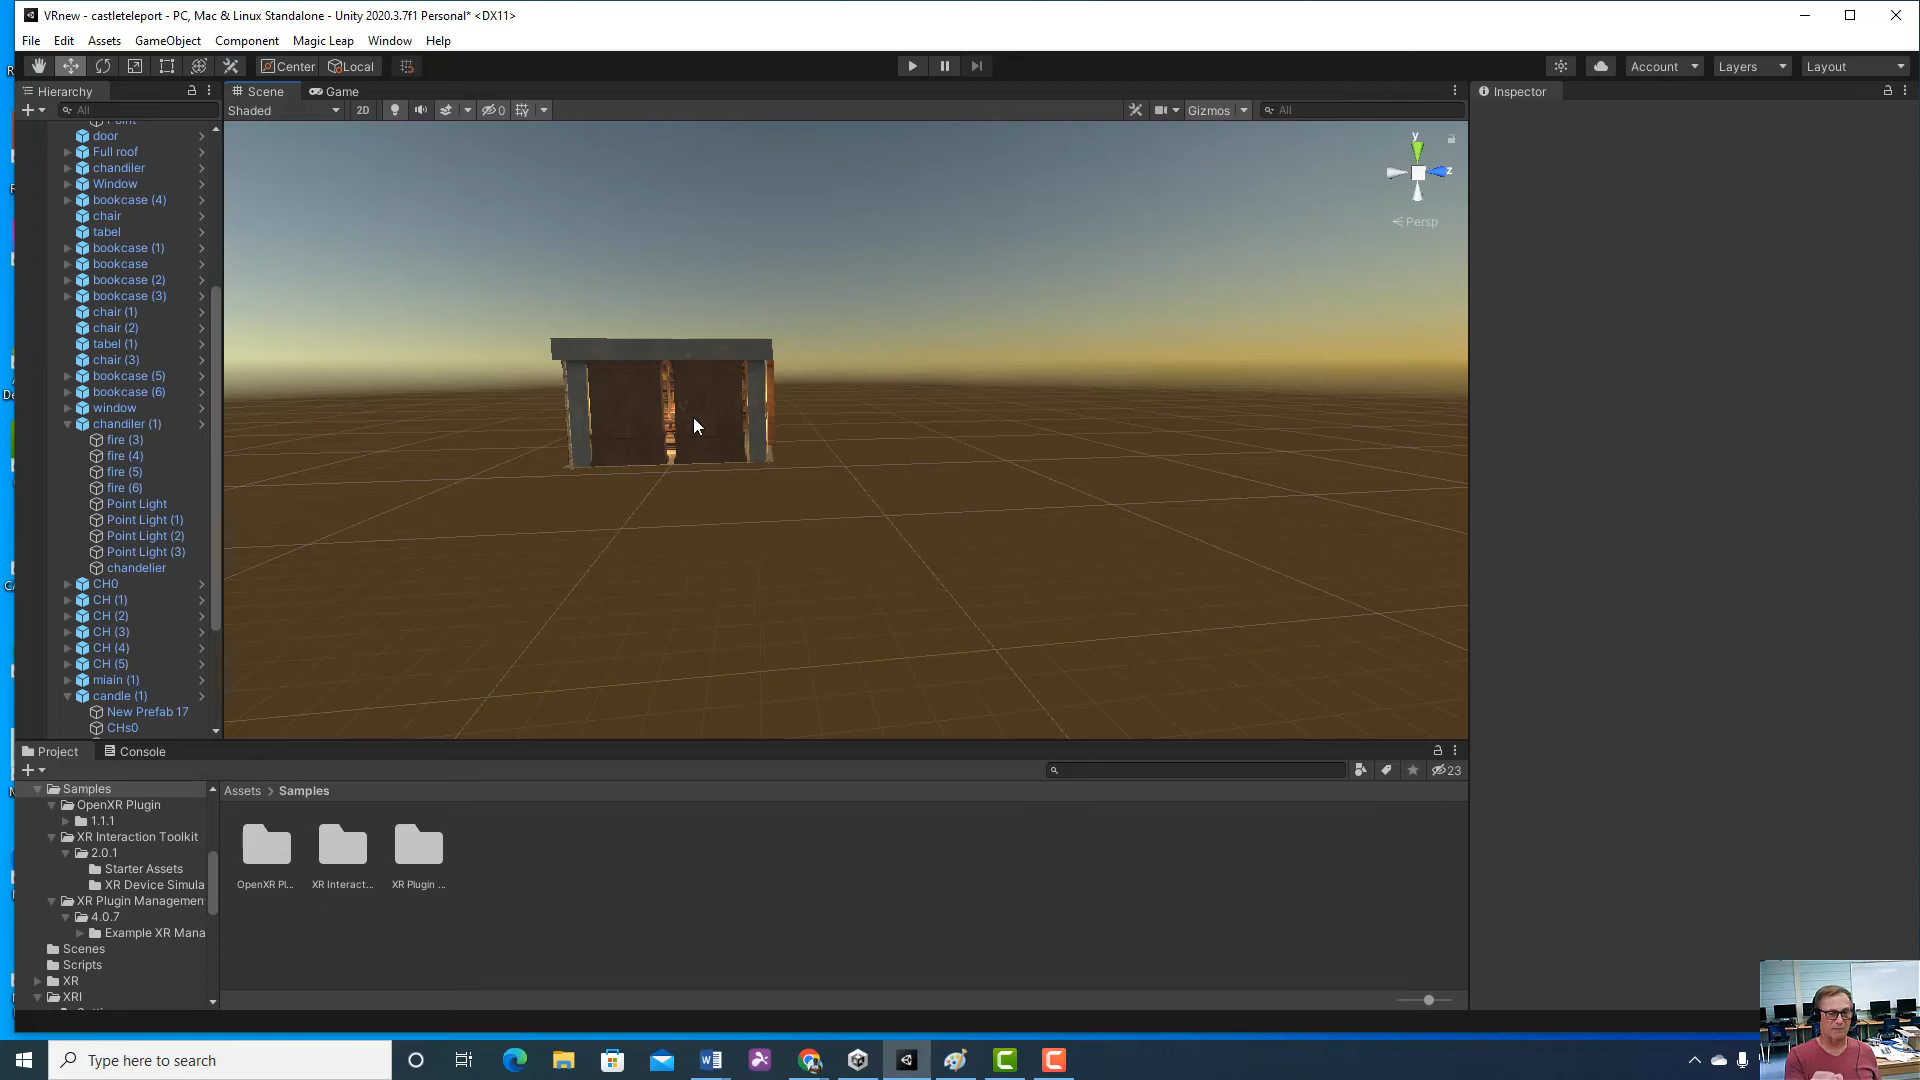 VRnew - castleteleport - PC, Mac & Linux Standalone - Unity 2020.3.7f1 Personal* <DX11>
File Edit Assets GameObject Component Magic Leap Window Help
Center Local Account Layers Layout
Hierarchy Scene Game Inspector
All Shaded 2D 0 Gizmos All
door
Full roof
chandiler
Window
bookcase (4)
chair
tabel
bookcase (1)
bookcase
bookcase (2)
bookcase (3)
chair (1)
chair (2)
tabel (1)
chair (3)
bookcase (5)
bookcase (6)
window
chandiler (1)
fire (3)
fire (4)
fire (5)
fire (6)
Point Light
Point Light (1)
Point Light (2)
Point Light (3)
chandelier
CH0
CH (1)
CH (2)
CH (3)
CH (4)
CH (5)
miain (1)
candle (1)
New Prefab 17
CHs0
y
z
Persp
Project Console
23
Samples
OpenXR Plugin
1.1.1
XR Interaction Toolkit
2.0.1
Starter Assets
XR Device Simula
XR Plugin Managemen
4.0.7
Example XR Mana
Scenes
Scripts
XR
XRI
Assets > Samples
OpenXR Pl... XR Interact... XR Plugin ...
Type here to search